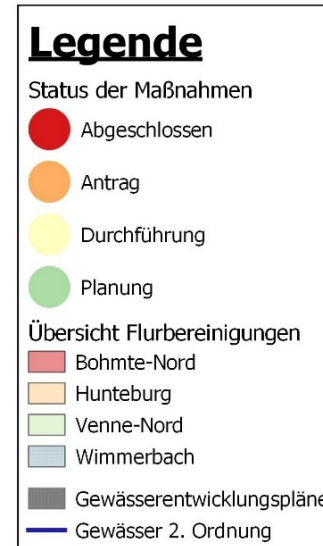 Legende
Status der Maßnahmen
Abgeschlossen
Antrag
Durchführung
Planung
Übersicht Flurbereinigungen
Bohmte-Nord
Hunteburg
Venne-Nord
Wimmerbach
Gewässerentwicklungspläne
Gewässer 2. Ordnung